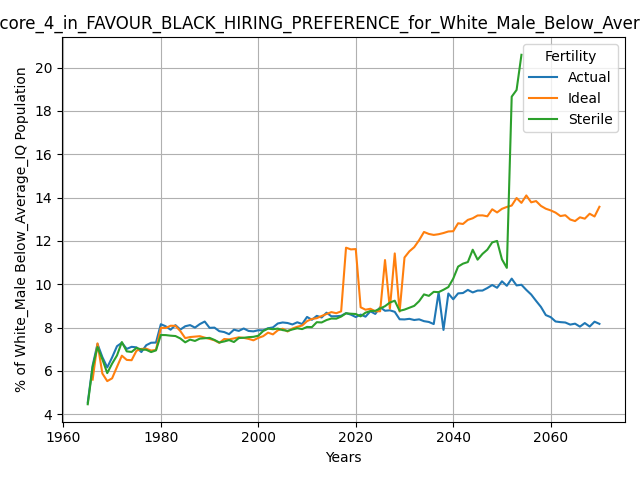 core_4_in_FAVOUR_BLACK_HIRING_PREFERENCE_for_White_Male_Below_Aver
% of White_Male Below_Average_IQ Population
20
18
16
14
12
10
8
6
4
Fertility
Actual
Ideal
Sterile
1960 1980 2000 2020 2040 2060
Years